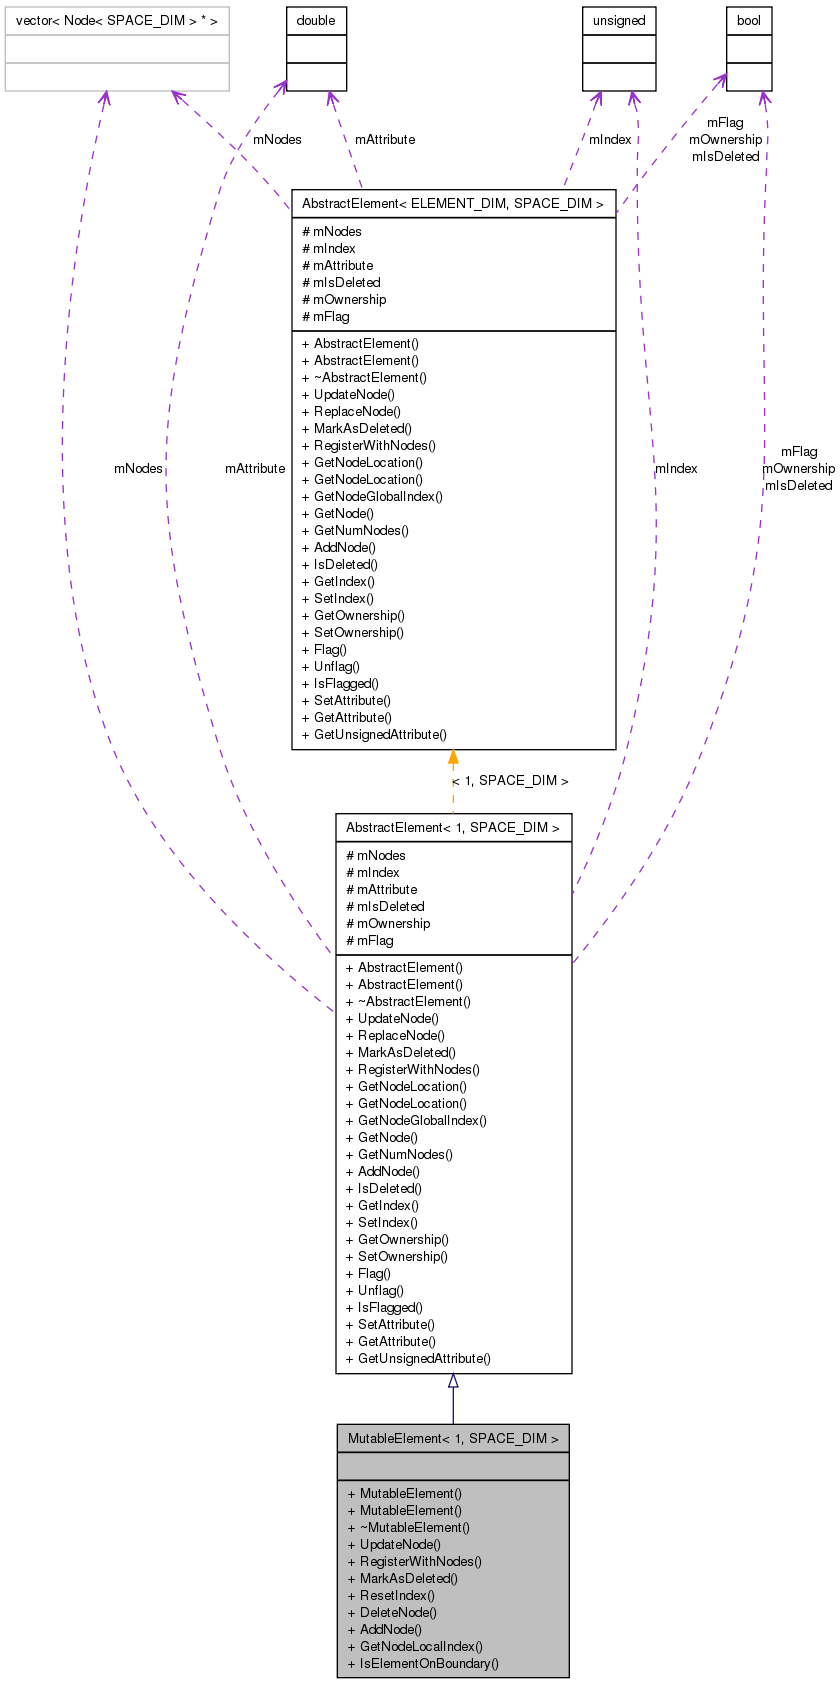 vector< Node< SPACE_DIM > * >
double
unsigned
bool
mNodes
mAttribute
mIndex
mFlag
mOwnership
mIsDeleted
AbstractElement< ELEMENT_DIM, SPACE_DIM >
# mNodes
# mIndex
# mAttribute
# mIsDeleted
# mOwnership
# mFlag
+ AbstractElement()
+ AbstractElement()
+ ~AbstractElement()
+ UpdateNode()
+ ReplaceNode()
+ MarkAsDeleted()
+ RegisterWithNodes()
+ GetNodeLocation()
+ GetNodeLocation()
+ GetNodeGlobalIndex()
+ GetNode()
+ GetNumNodes()
+ AddNode()
+ IsDeleted()
+ GetIndex()
+ SetIndex()
+ GetOwnership()
+ SetOwnership()
+ Flag()
+ Unflag()
+ IsFlagged()
+ SetAttribute()
+ GetAttribute()
+ GetUnsignedAttribute()
mNodes
mAttribute
mIndex
mFlag
mOwnership
mIsDeleted
< 1, SPACE_DIM >
AbstractElement< 1, SPACE_DIM >
# mNodes
# mIndex
# mAttribute
# mIsDeleted
# mOwnership
# mFlag
+ AbstractElement()
+ AbstractElement()
+ ~AbstractElement()
+ UpdateNode()
+ ReplaceNode()
+ MarkAsDeleted()
+ RegisterWithNodes()
+ GetNodeLocation()
+ GetNodeLocation()
+ GetNodeGlobalIndex()
+ GetNode()
+ GetNumNodes()
+ AddNode()
+ IsDeleted()
+ GetIndex()
+ SetIndex()
+ GetOwnership()
+ SetOwnership()
+ Flag()
+ Unflag()
+ IsFlagged()
+ SetAttribute()
+ GetAttribute()
+ GetUnsignedAttribute()
MutableElement< 1, SPACE_DIM >
+ MutableElement()
+ MutableElement()
+ ~MutableElement()
+ UpdateNode()
+ RegisterWithNodes()
+ MarkAsDeleted()
+ ResetIndex()
+ DeleteNode()
+ AddNode()
+ GetNodeLocalIndex()
+ IsElementOnBoundary()